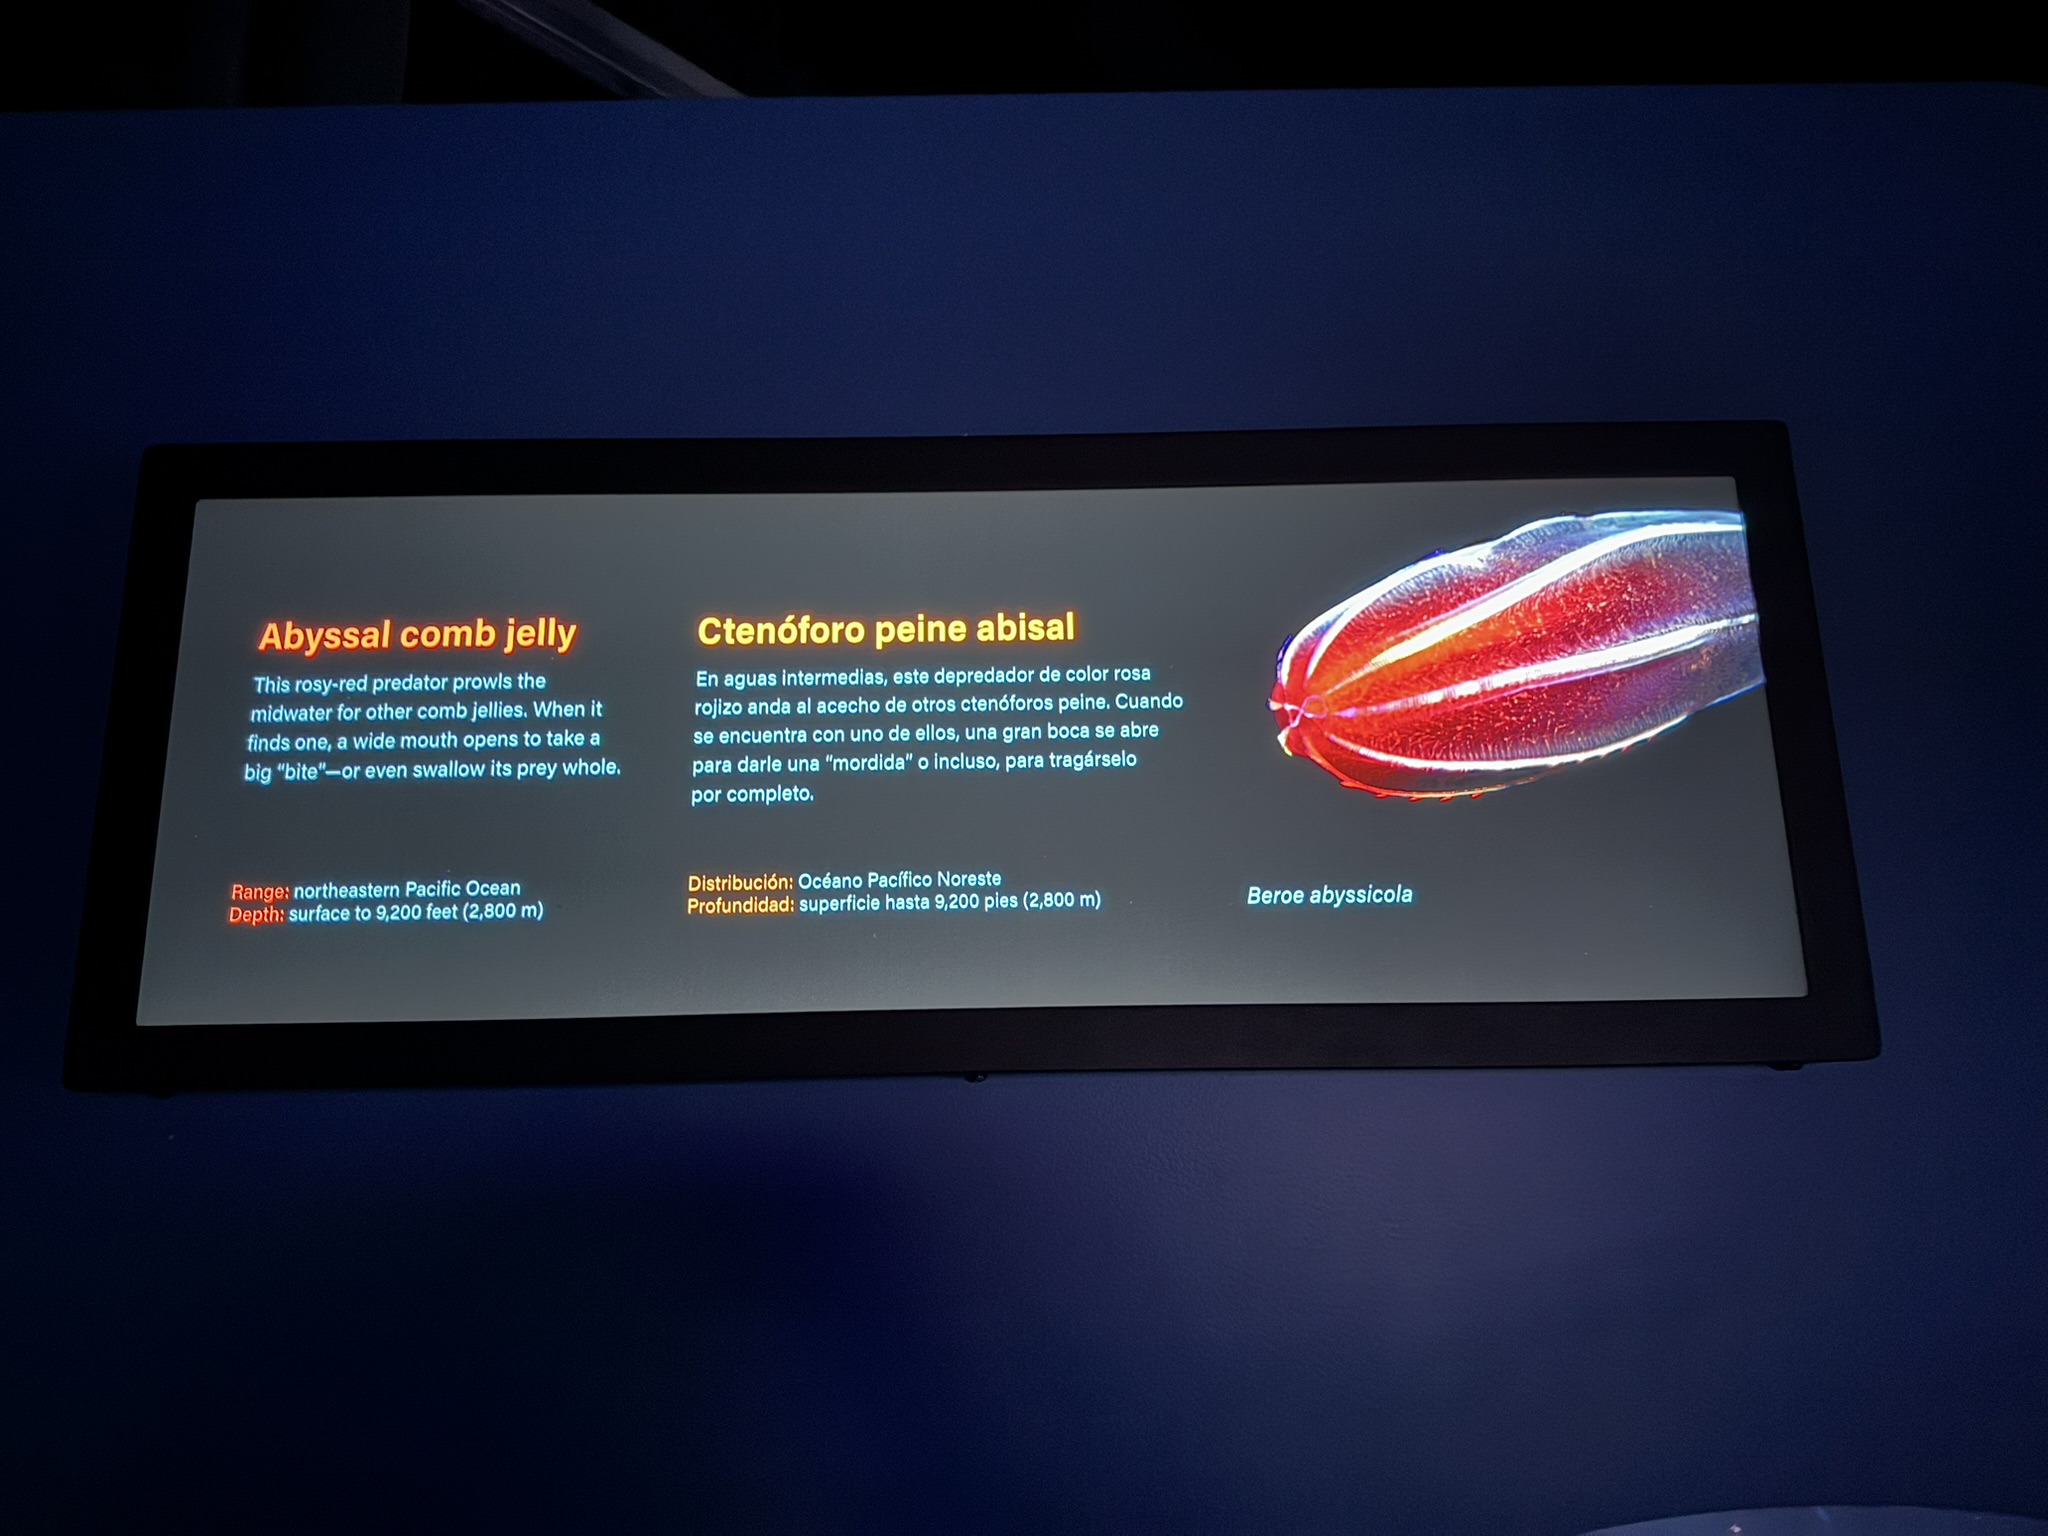 Abyssal comb jelly
This rosy-red predator prowls the
midwater for other comb jellies. When it
finds one, a wide mouth opens to take a
big “bite”—or even swallow its prey whole.
Range: northeastern Pacific Ocean
Depth: surface to 9,200 feet (2,800 m)
Ctenóforo peine abisal
En aguas intermedias, este depredador de color rosa
rojizo anda al acecho de otros ctenóforos peine. Cuando
se encuentra con uno de ellos, una gran boca se abre
para darle una “mordida” o incluso, para tragárselo
por completo.
Distribución: Océano Pacífico Noreste
Profundidad: superficie hasta 9,200 pies (2,800 m)
Beroe abyssicola